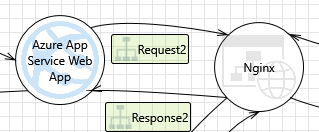 Azure App
Service Web
App
Request2
Nginx
Response2